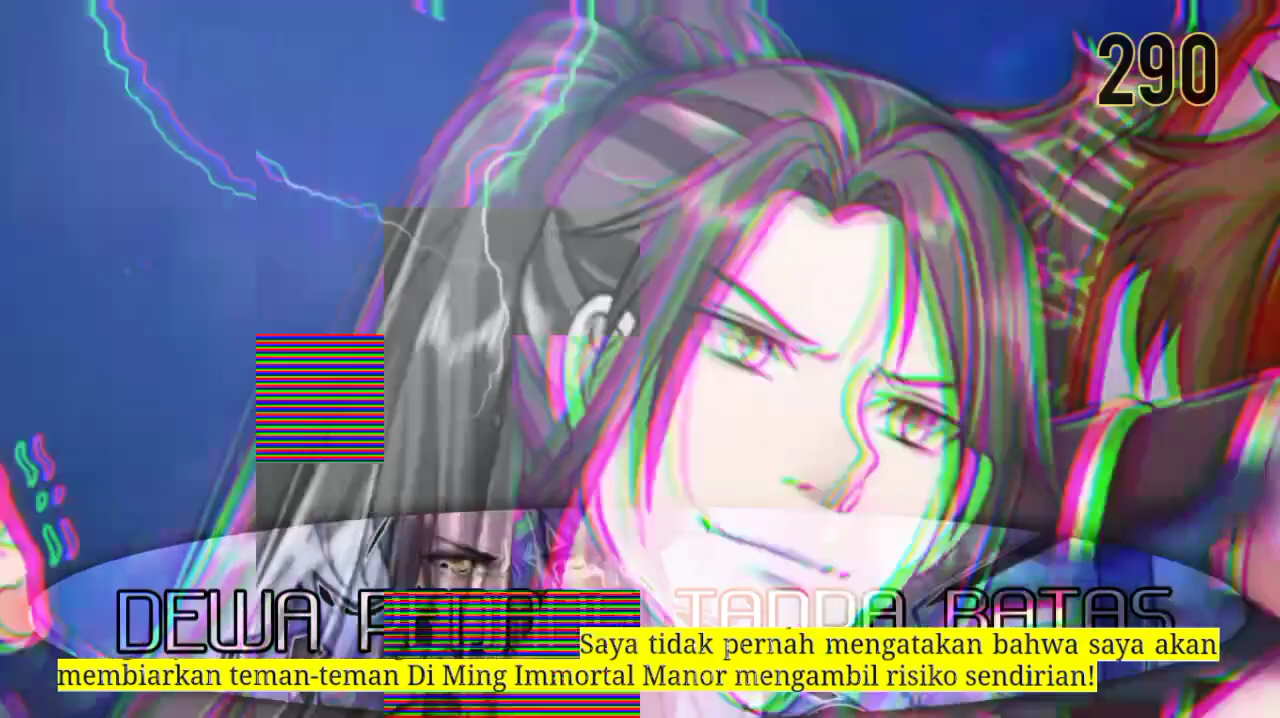 290
DEWA TANPA BATAS
Saya tidak pernah mengatakan bahwa saya akan
membiarkan teman-teman Di Ming Immortal Manor mengambil risiko sendirian!